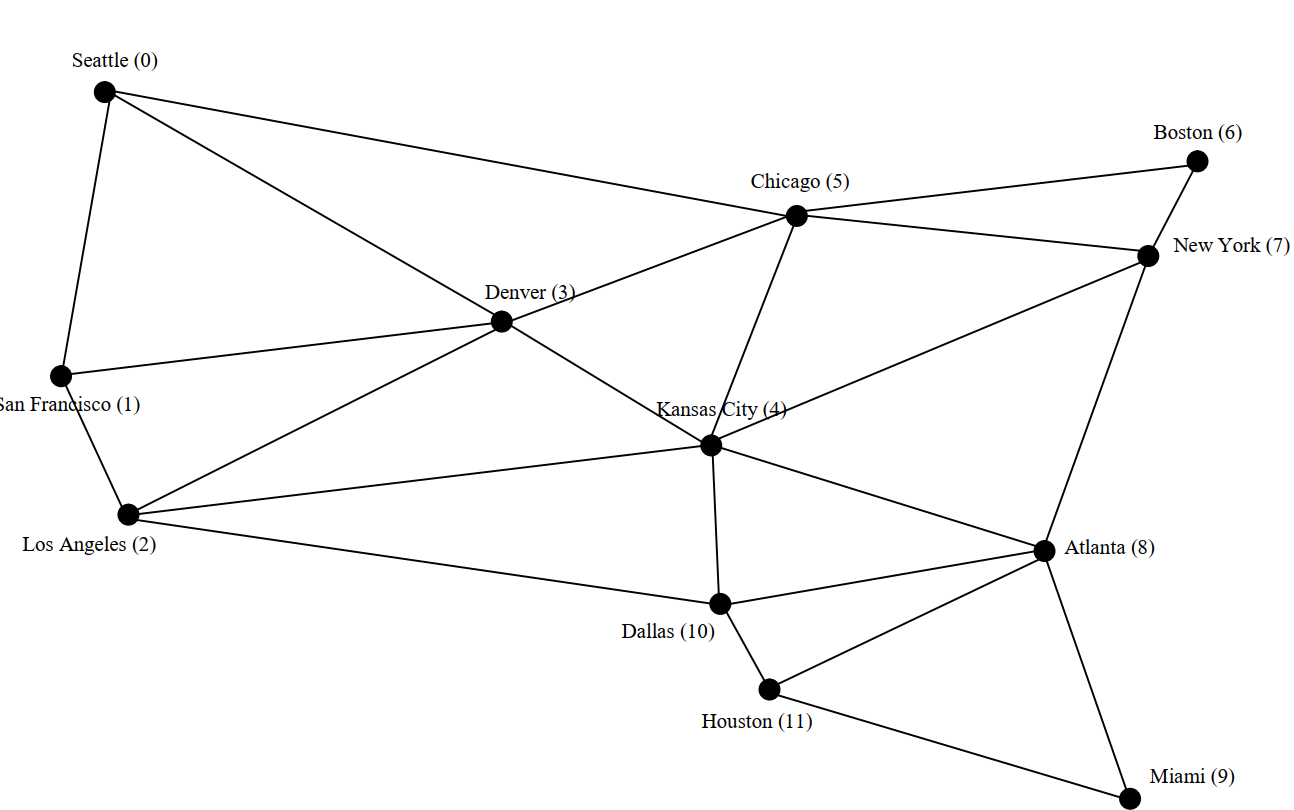 Seattle (0)
Boston (6)
Chicago (5)
New York (7)
Denver (3)
San Francisco (1)
Kansas City (4)
Los Angeles (2)
Atlanta (8)
Dallas (10)
Houston (11)
Miami (9)